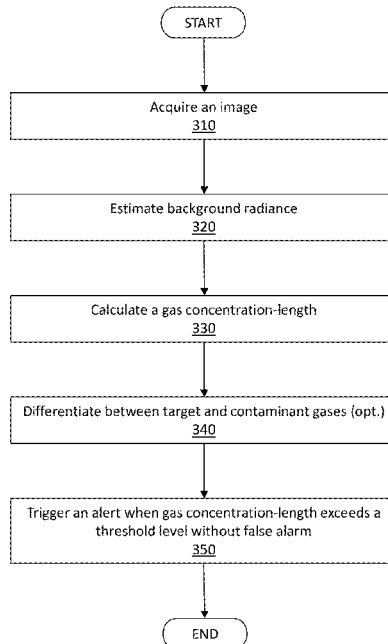 START
Acquire an image
310
Estimate background radiance
320
Calculate a gas concentration-length
330
Differentiate between target and contaminant gases (opt.)
340
Trigger an alert when gas concentration-length exceeds a
threshold level without false alarm
350
END